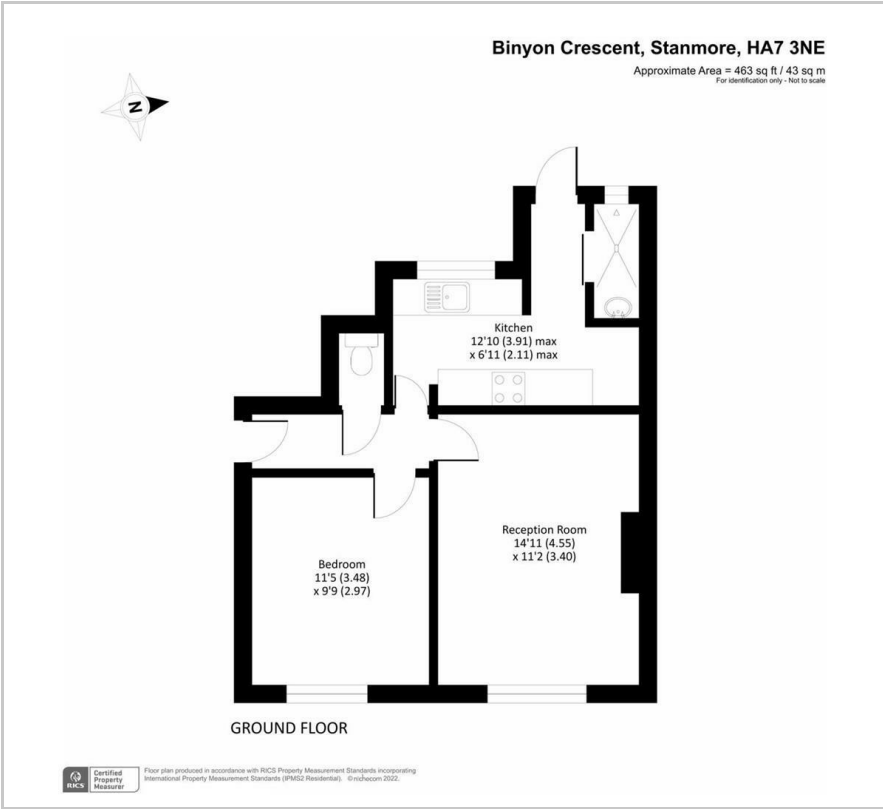 Binyon Crescent, Stanmore, HA7 3NE
Approximate Area = 463 sq ft / 43 sq m
For identification only - Not to scale
N
Kitchen
12'10 (3.91) max
x 6'11 (2.11) max
Reception Room
14'11 (4.55)
x 11'2 (3.40)
Bedroom
11'5 (3.48)
x 9'9 (2.97)
GROUND FLOOR
RICS
Certified
Property
Measurer
Floor plan produced in accordance with RICS Property Measurement Standards incorporating
International Property Measurement Standards (IPMS2 Residential). © nichecom 2022.